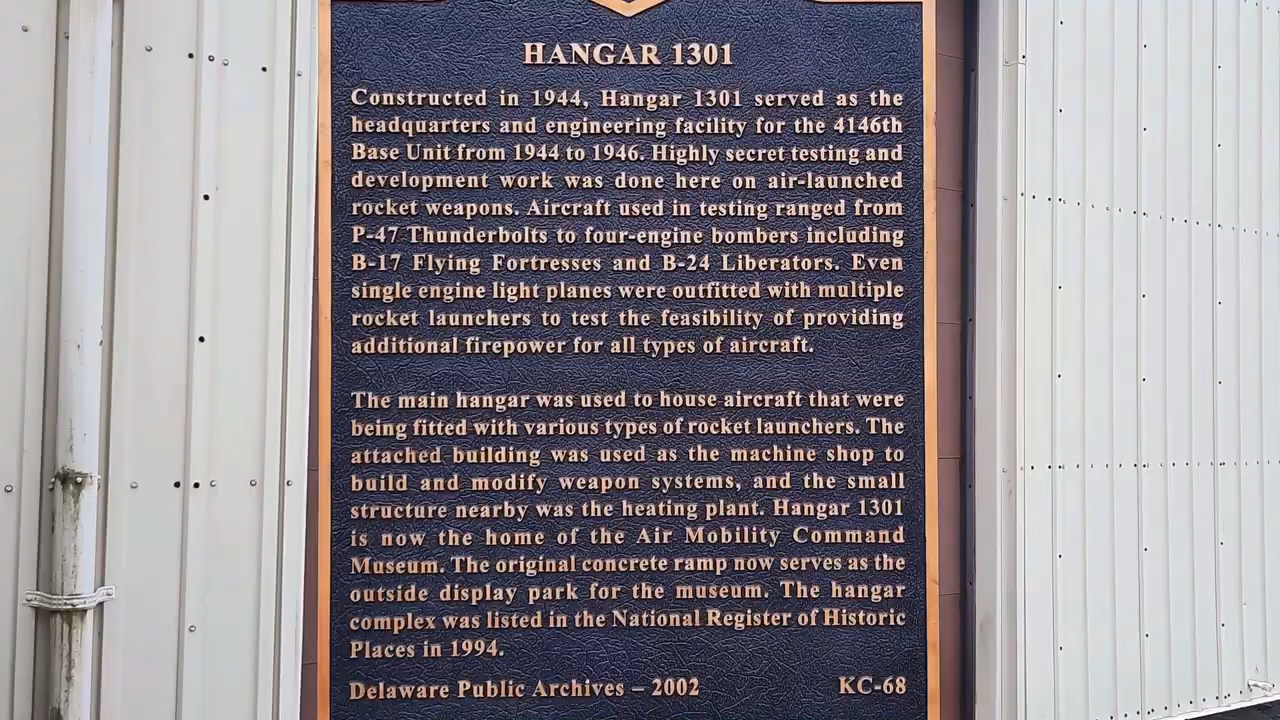 HANGAR 1301
Constructed in 1944, Hangar 1301 served as the
headquarters and engineering facility for the 4146th
Base Unit from 1944 to 1946. Highly secret testing and
development work was done here on air-launched
rocket weapons. Aircraft used in testing ranged from
P-47 Thunderbolts to four-engine bombers including
B-17 Flying Fortresses and B-24 Liberators. Even
single engine light planes were outfitted with multiple
rocket launchers to test the feasibility of providing
additional firepower for all types of aircraft.
The main hangar was used to house aircraft that were
being fitted with various types of rocket launchers. The
attached building was used as the machine shop to
build and modify weapon systems, and the small
structure nearby was the heating plant. Hangar 1301
is now the home of the Air Mobility Command
Museum. The original concrete ramp now serves as the
outside display park for the museum. The hangar
complex was listed in the National Register of Historic
Places in 1994.
Delaware Public Archives – 2002 KC-68